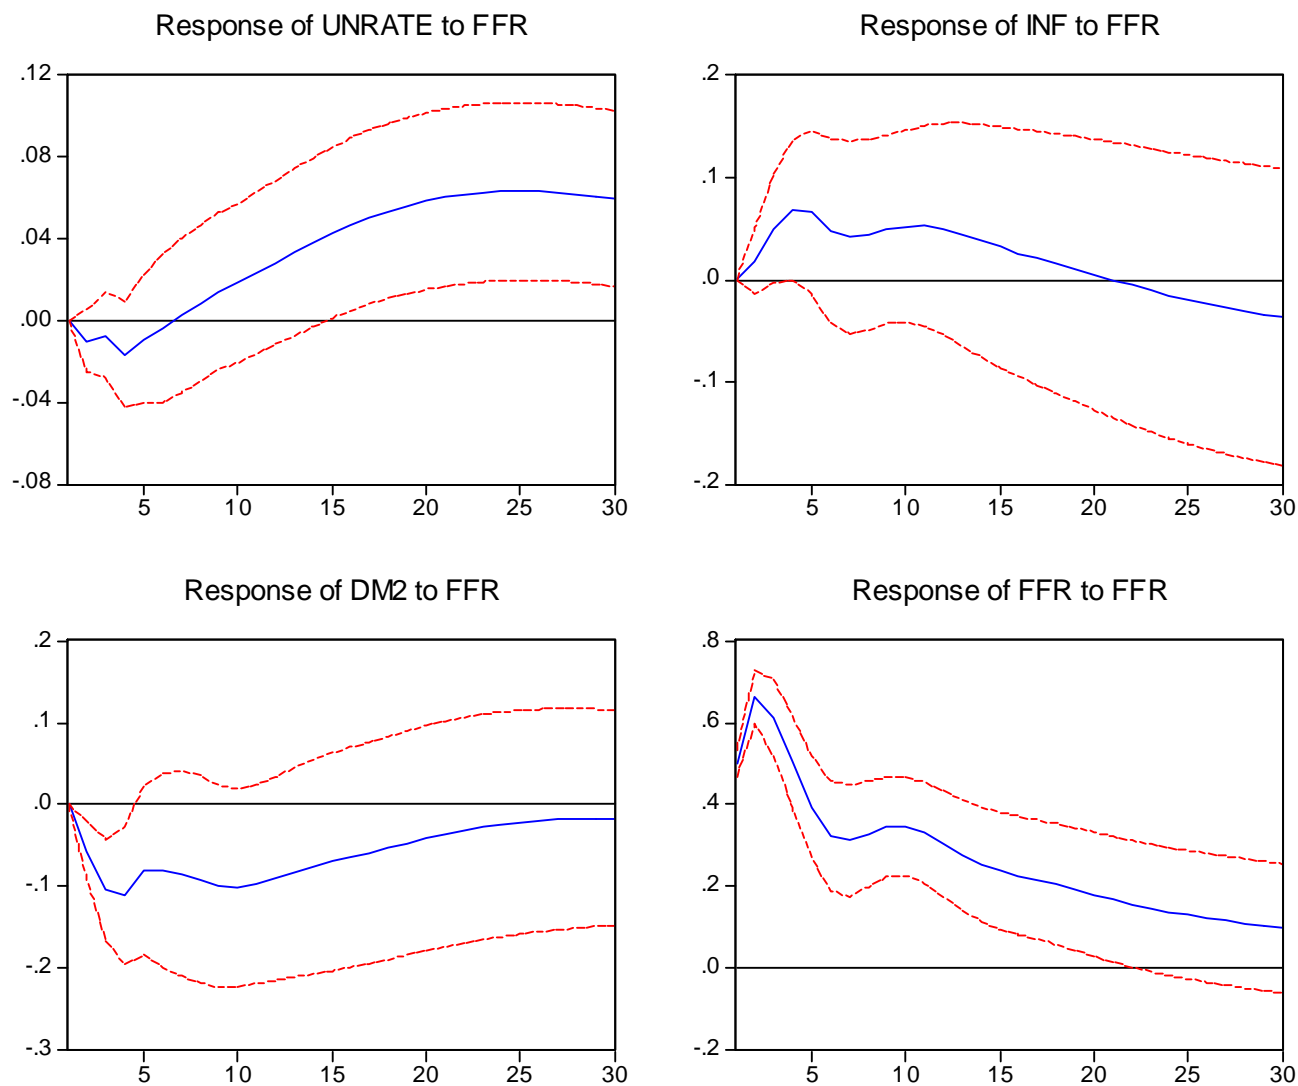 Response of UNRATE to FFR
.12
.08
.04
.00
-.04
-.08
5 10 15 20 25 30
Response of INF to FFR
.2
.1
.0
-.1
-.2
5 10 15 20 25 30
Response of DM2 to FFR
.2
.1
.0
-.1
-.2
-.3
5 10 15 20 25 30
Response of FFR to FFR
.8
.6
.4
.2
.0
-.2
5 10 15 20 25 30